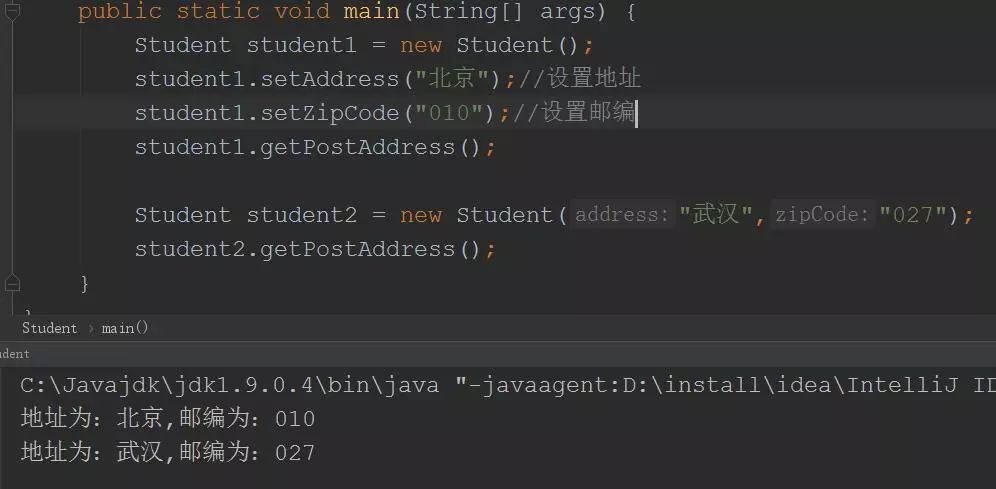 public static void main(String[] args) {
Student student1 = new Student();
student1.setAddress("北京");//设置地址
student1.setZipCode("010");//设置邮编
student1.getPostAddress();
Student student2 = new Student( address: "武汉", zipCode: "027");
student2.getPostAddress();
}
Student › main()
udent
C:\Javajdk\jdk1.9.0.4\bin\java "-javaagent:D:\install\idea\IntelliJ ID
地址为: 北京,邮编为: 010
地址为: 武汉,邮编为: 027